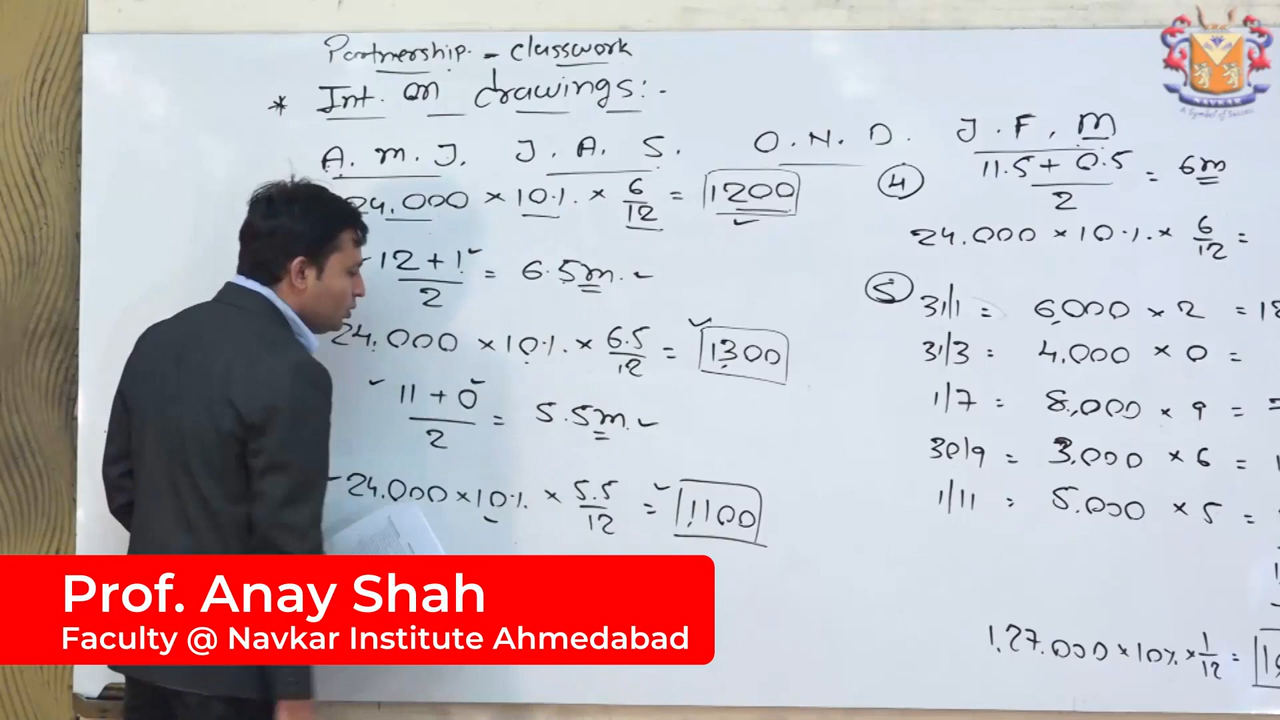 Partnership - classwork
* Int. on drawings:-
A. M. J. J. A. S. O. N. D. J. F. M
24,000 × 10%. × 6/12 = 1200
12 + 1 / 2 = 6.5m.
24,000 × 10%. × 6.5/12 = 1300
11 + 0 / 2 = 5.5m.
24,000 × 10%. × 5.5/12 = 1100
④ 11.5 + 0.5 / 2 = 6m
24,000 × 10%. × 6/12 =
⑤ 31/1 = 6,000 × 2 = 
31/3 = 4,000 × 0 =
1/7 = 8,000 × 9 =
30/9 = 3,000 × 6 =
1/11 = 5,000 × 5 =
1,27,000 × 10% × 1/12 =
NAVKAR
A Symbol of Success
Prof. Anay Shah
Faculty @ Navkar Institute Ahmedabad